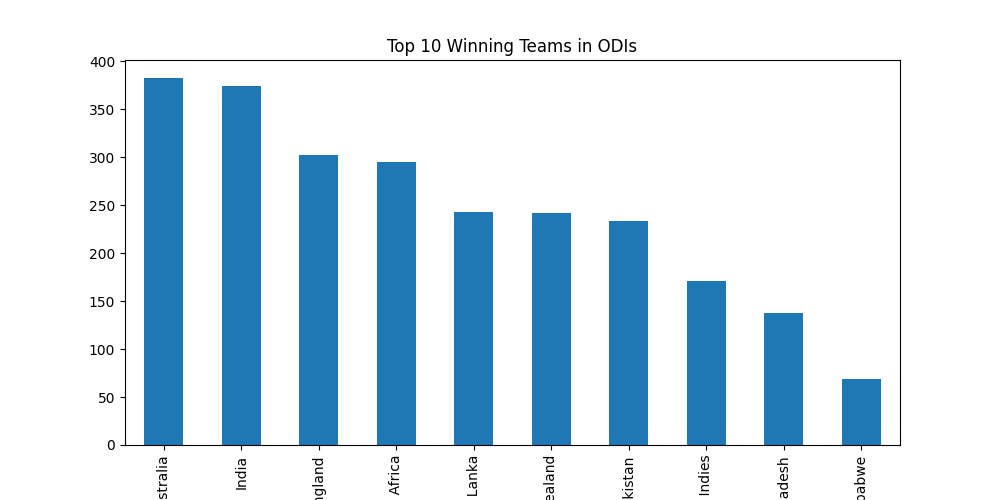 Top 10 Winning Teams in ODIs
400
350
300
250
200
150
100
50
0
stralia
India
ngland
Africa
Lanka
ealand
kistan
Indies
adesh
babwe